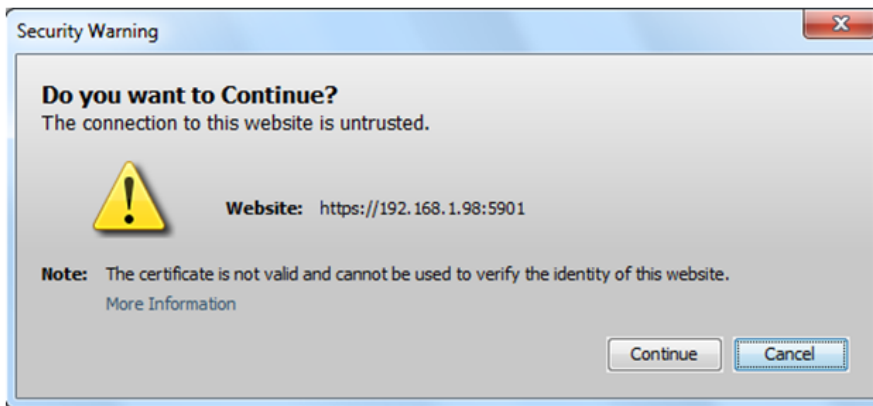 Security Warning
Do you want to Continue?
The connection to this website is untrusted.
Website: https://192.168.1.98:5901
Note: The certificate is not valid and cannot be used to verify the identity of this website.
More Information
Continue Cancel